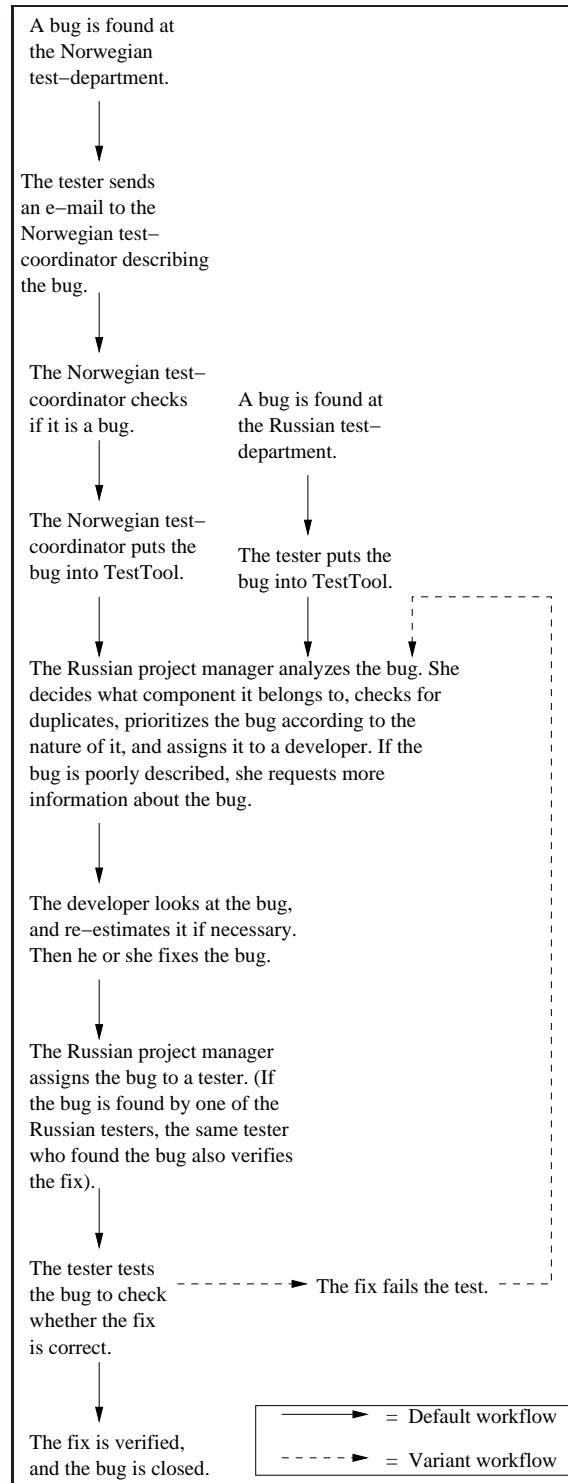 A bug is found at
the Norwegian
test−department.
The tester sends
an e−mail to the
Norwegian test−
coordinator describing
the bug.
The Norwegian test−
coordinator checks
if it is a bug.
A bug is found at
the Russian test−
department.
The Norwegian test−
coordinator puts the
bug into TestTool.
The tester puts the
bug into TestTool.
The Russian project manager analyzes the bug. She
decides what component it belongs to, checks for
duplicates, prioritizes the bug according to the
nature of it, and assigns it to a developer. If the
bug is poorly described, she requests more
information about the bug.
The developer looks at the bug,
and re−estimates it if necessary.
Then he or she fixes the bug.
The Russian project manager
assigns the bug to a tester. (If
the bug is found by one of the
Russian testers, the same tester
who found the bug also verifies
the fix).
The tester tests
the bug to check
whether the fix
is correct.
The fix fails the test.
The fix is verified,
and the bug is closed.
= Default workflow
= Variant workflow